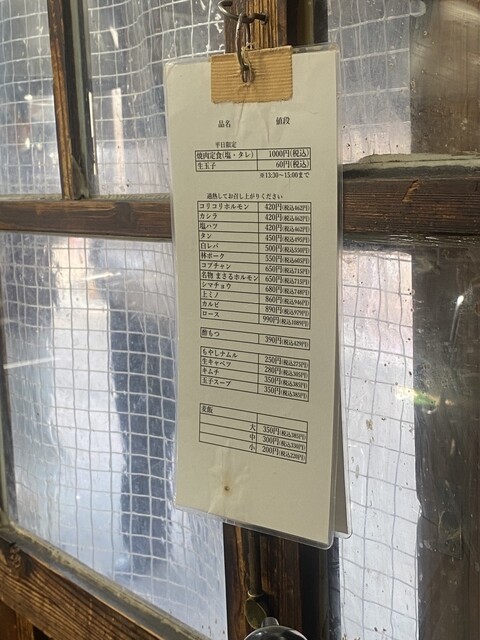 品名 値段
平日限定
焼肉定食(塩・タレ) 1000円(税込)
生玉子 60円(税込)
※13:30~15:00まで
過熱してお召し上がりください
コリコリホルモン 420円(税込462円)
カシラ 420円(税込462円)
塩ハツ 420円(税込462円)
タン 450円(税込495円)
白レバ 500円(税込550円)
林ポーク 550円(税込605円)
コブチャン 650円(税込715円)
名物 まさるホルモン 650円(税込715円)
シマチョウ 680円(税込748円)
上ミノ 860円(税込946円)
カルビ 890円(税込979円)
ロース 990円(税込1089円)
酢もつ 390円(税込429円)
もやしナムル 250円(税込275円)
生キャベツ 280円(税込305円)
キムチ 350円(税込385円)
玉子スープ 350円(税込385円)
麦飯
大 350円(税込385円)
中 300円(税込330円)
小 200円(税込220円)